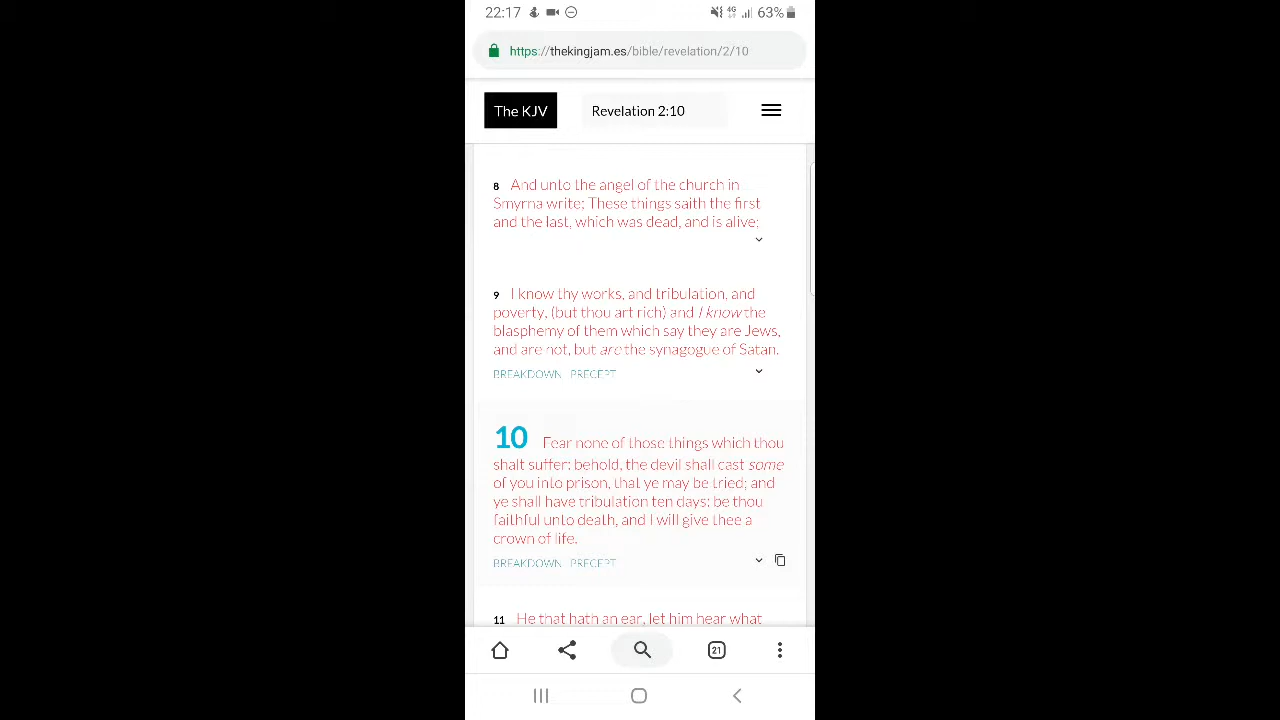 22:17 63%
https://thekingjam.es/bible/revelation/2/10
The KJV Revelation 2:10
8 And unto the angel of the church in
Smyrna write; These things saith the first
and the last, which was dead, and is alive;
9 I know thy works, and tribulation, and
poverty, (but thou art rich) and I know the
blasphemy of them which say they are Jews,
and are not, but are the synagogue of Satan.
BREAKDOWN PRECEPT
10 Fear none of those things which thou
shalt suffer: behold, the devil shall cast some
of you into prison, that ye may be tried; and
ye shall have tribulation ten days: be thou
faithful unto death, and I will give thee a
crown of life.
BREAKDOWN PRECEPT
11 He that hath an ear, let him hear what
21